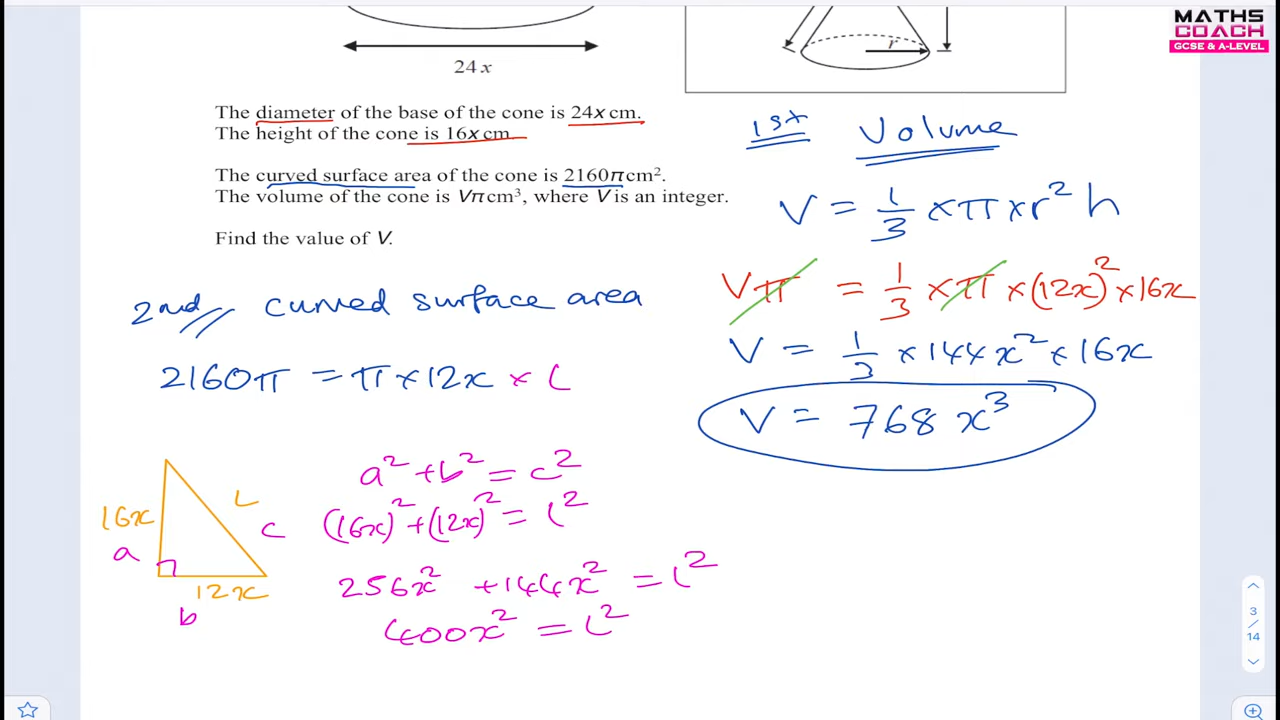 MATHS
COACH
GCSE & A-LEVEL
24x
r
The diameter of the base of the cone is 24x cm.
The height of the cone is 16x cm.
The curved surface area of the cone is 2160π cm².
The volume of the cone is Vπ cm³, where V is an integer.
Find the value of V.
1st Volume
V = 1/3 × π × r² h
Vπ = 1/3 × π × (12x)² × 16x
V = 1/3 × 144x² × 16x
V = 768 x³
2nd curved surface area
2160π = π × 12x × L
16x
L
a
c
12x
b
a² + b² = c²
(16x)² + (12x)² = L²
256x² + 144x² = L²
400x² = L²
3
/
14